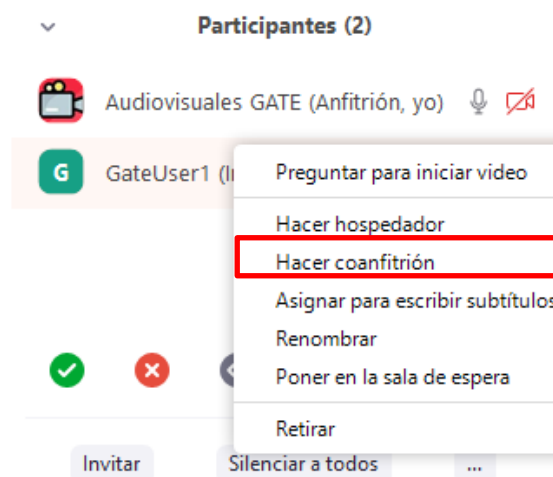 Participantes (2)
Audiovisuales GATE (Anfitrión, yo)
G GateUser1 (I
Preguntar para iniciar video
Hacer hospedador
Hacer coanfitrión
Asignar para escribir subtítulos
Renombrar
Poner en la sala de espera
Retirar
Invitar Silenciar a todos ...